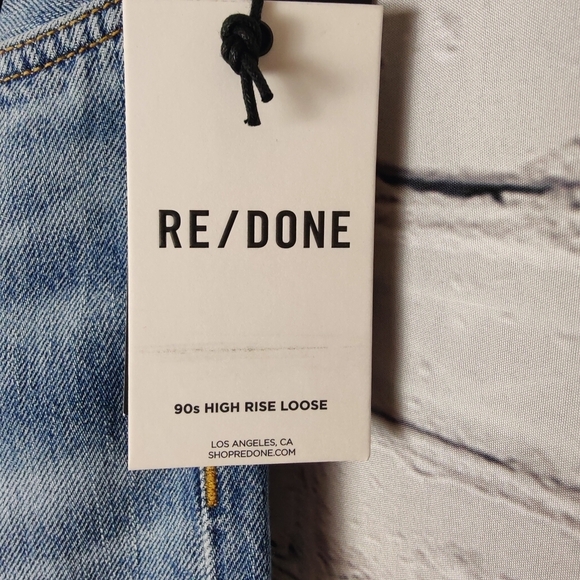 RE/DONE
90s HIGH RISE LOOSE
LOS ANGELES, CA
SHOPREDONE.COM